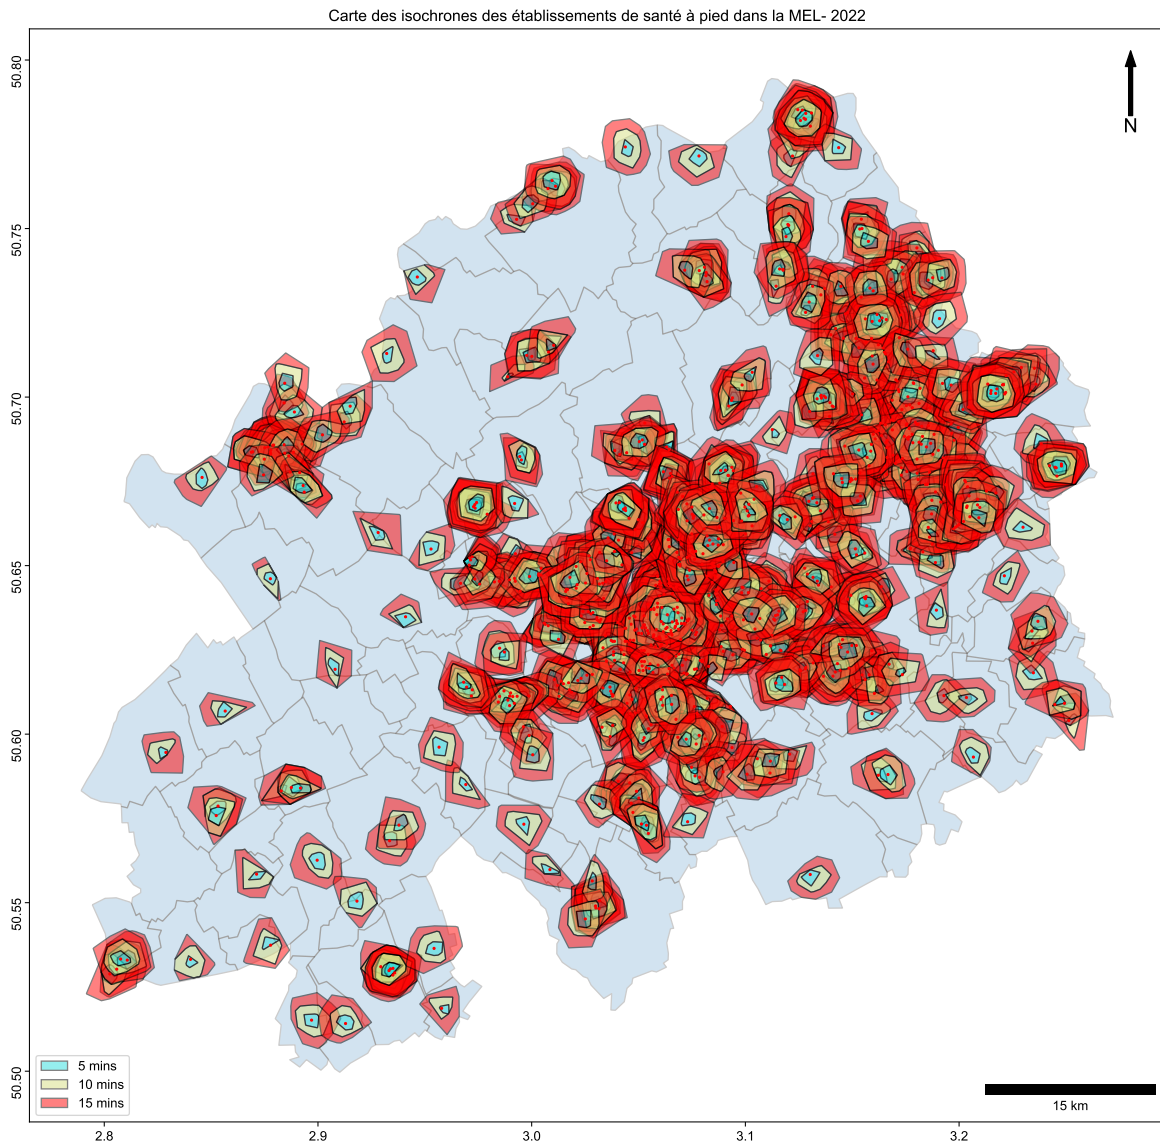 Carte des isochrones des établissements de santé à pied dans la MEL- 2022
50.80
50.75
50.70
50.65
50.60
50.55
50.50
N
5 mins
10 mins
15 mins
15 km
2.8
2.9
3.0
3.1
3.2